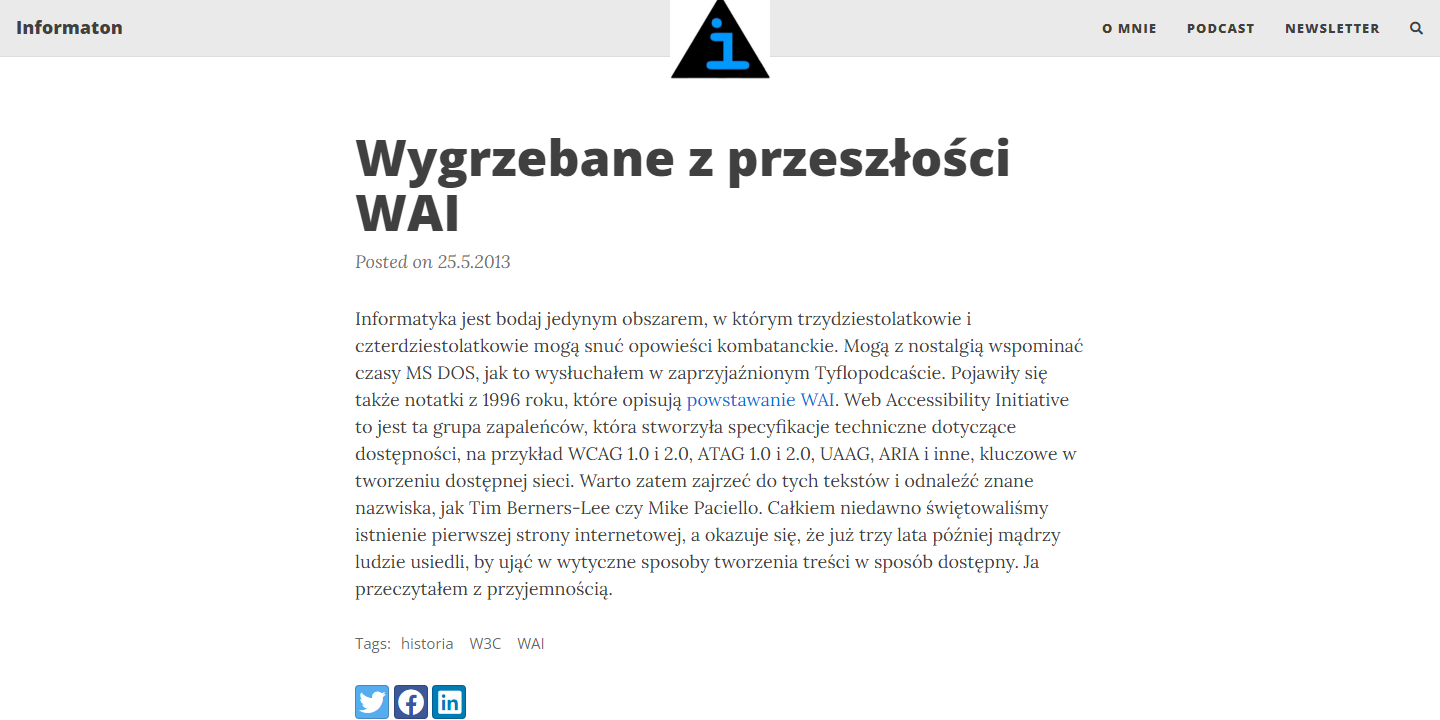 Informaton
O MNIE
PODCAST
NEWSLETTER
i
Wygrzebane z przeszłości
WAI
Posted on 25.5.2013
Informatyka jest bodaj jedynym obszarem, w którym trzydziestolatkowie i
czterdziestolatkowie mogą snuć opowieści kombatanckie. Mogą z nostalgią wspominać
czasy MS DOS, jak to wysłuchałem w zaprzyjaźnionym Tyflopodcaście. Pojawiły się
także notatki z 1996 roku, które opisują powstawanie WAI. Web Accessibility Initiative
to jest ta grupa zapaleńców, która stworzyła specyfikacje techniczne dotyczące
dostępności, na przykład WCAG 1.0 i 2.0, ATAG 1.0 i 2.0, UAAG, ARIA i inne, kluczowe w
tworzeniu dostępnej sieci. Warto zatem zajrzeć do tych tekstów i odnaleźć znane
nazwiska, jak Tim Berners-Lee czy Mike Paciello. Całkiem niedawno świętowaliśmy
istnienie pierwszej strony internetowej, a okazuje się, że już trzy lata później mądrzy
ludzie usiedli, by ująć w wytyczne sposoby tworzenia treści w sposób dostępny. Ja
przeczytałem z przyjemnością.
Tags: historia W3C WAI